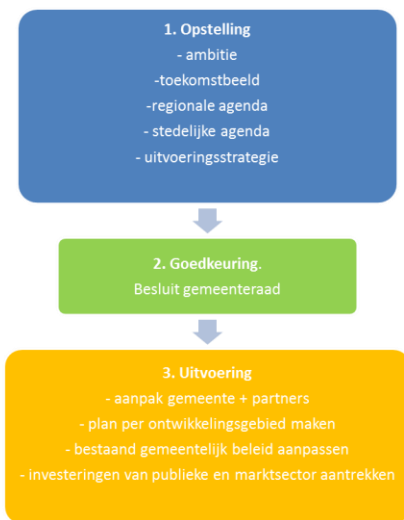 1. Opstelling
- ambitie
-toekomstbeeld
-regionale agenda
- stedelijke agenda
- uitvoeringsstrategie
2. Goedkeuring.
Besluit gemeenteraad
3. Uitvoering
- aanpak gemeente + partners
- plan per ontwikkelingsgebied maken
- bestaand gemeentelijk beleid aanpassen
- investeringen van publieke en marktsector aantrekken